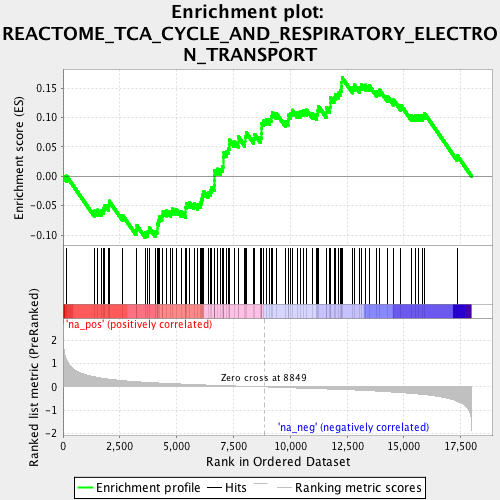 Enrichment plot:
REACTOME_TCA_CYCLE_AND_RESPIRATORY_ELECTRO
N_TRANSPORT
Enrichment score (ES)
0.15
0.10
0.05
0.00
-0.05
-0.10
'na_pos' (positively correlated)
Ranked list metric (PreRanked)
2
1
0
-1
-2
Zero cross at 8849
'na_neg' (negatively correlated)
0
2,500
5,000
7,500
10,000
12,500
15,000
17,500
Rank in Ordered Dataset
Enrichment profile
Hits
Ranking metric scores